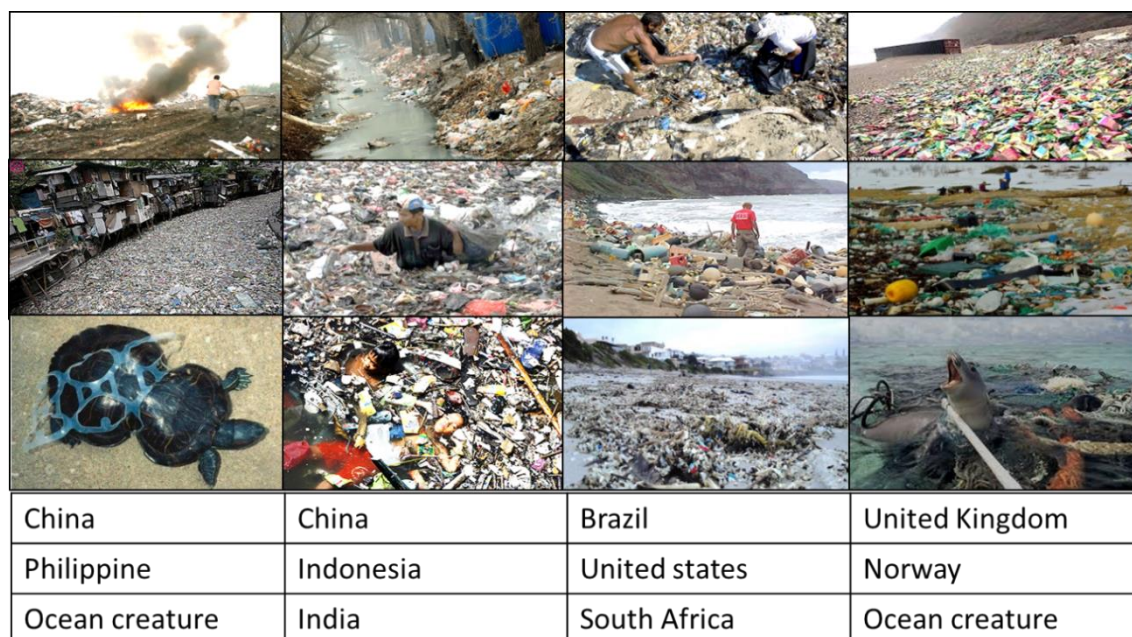 China China Brazil United Kingdom
Philippine Indonesia United states Norway
Ocean creature India South Africa Ocean creature